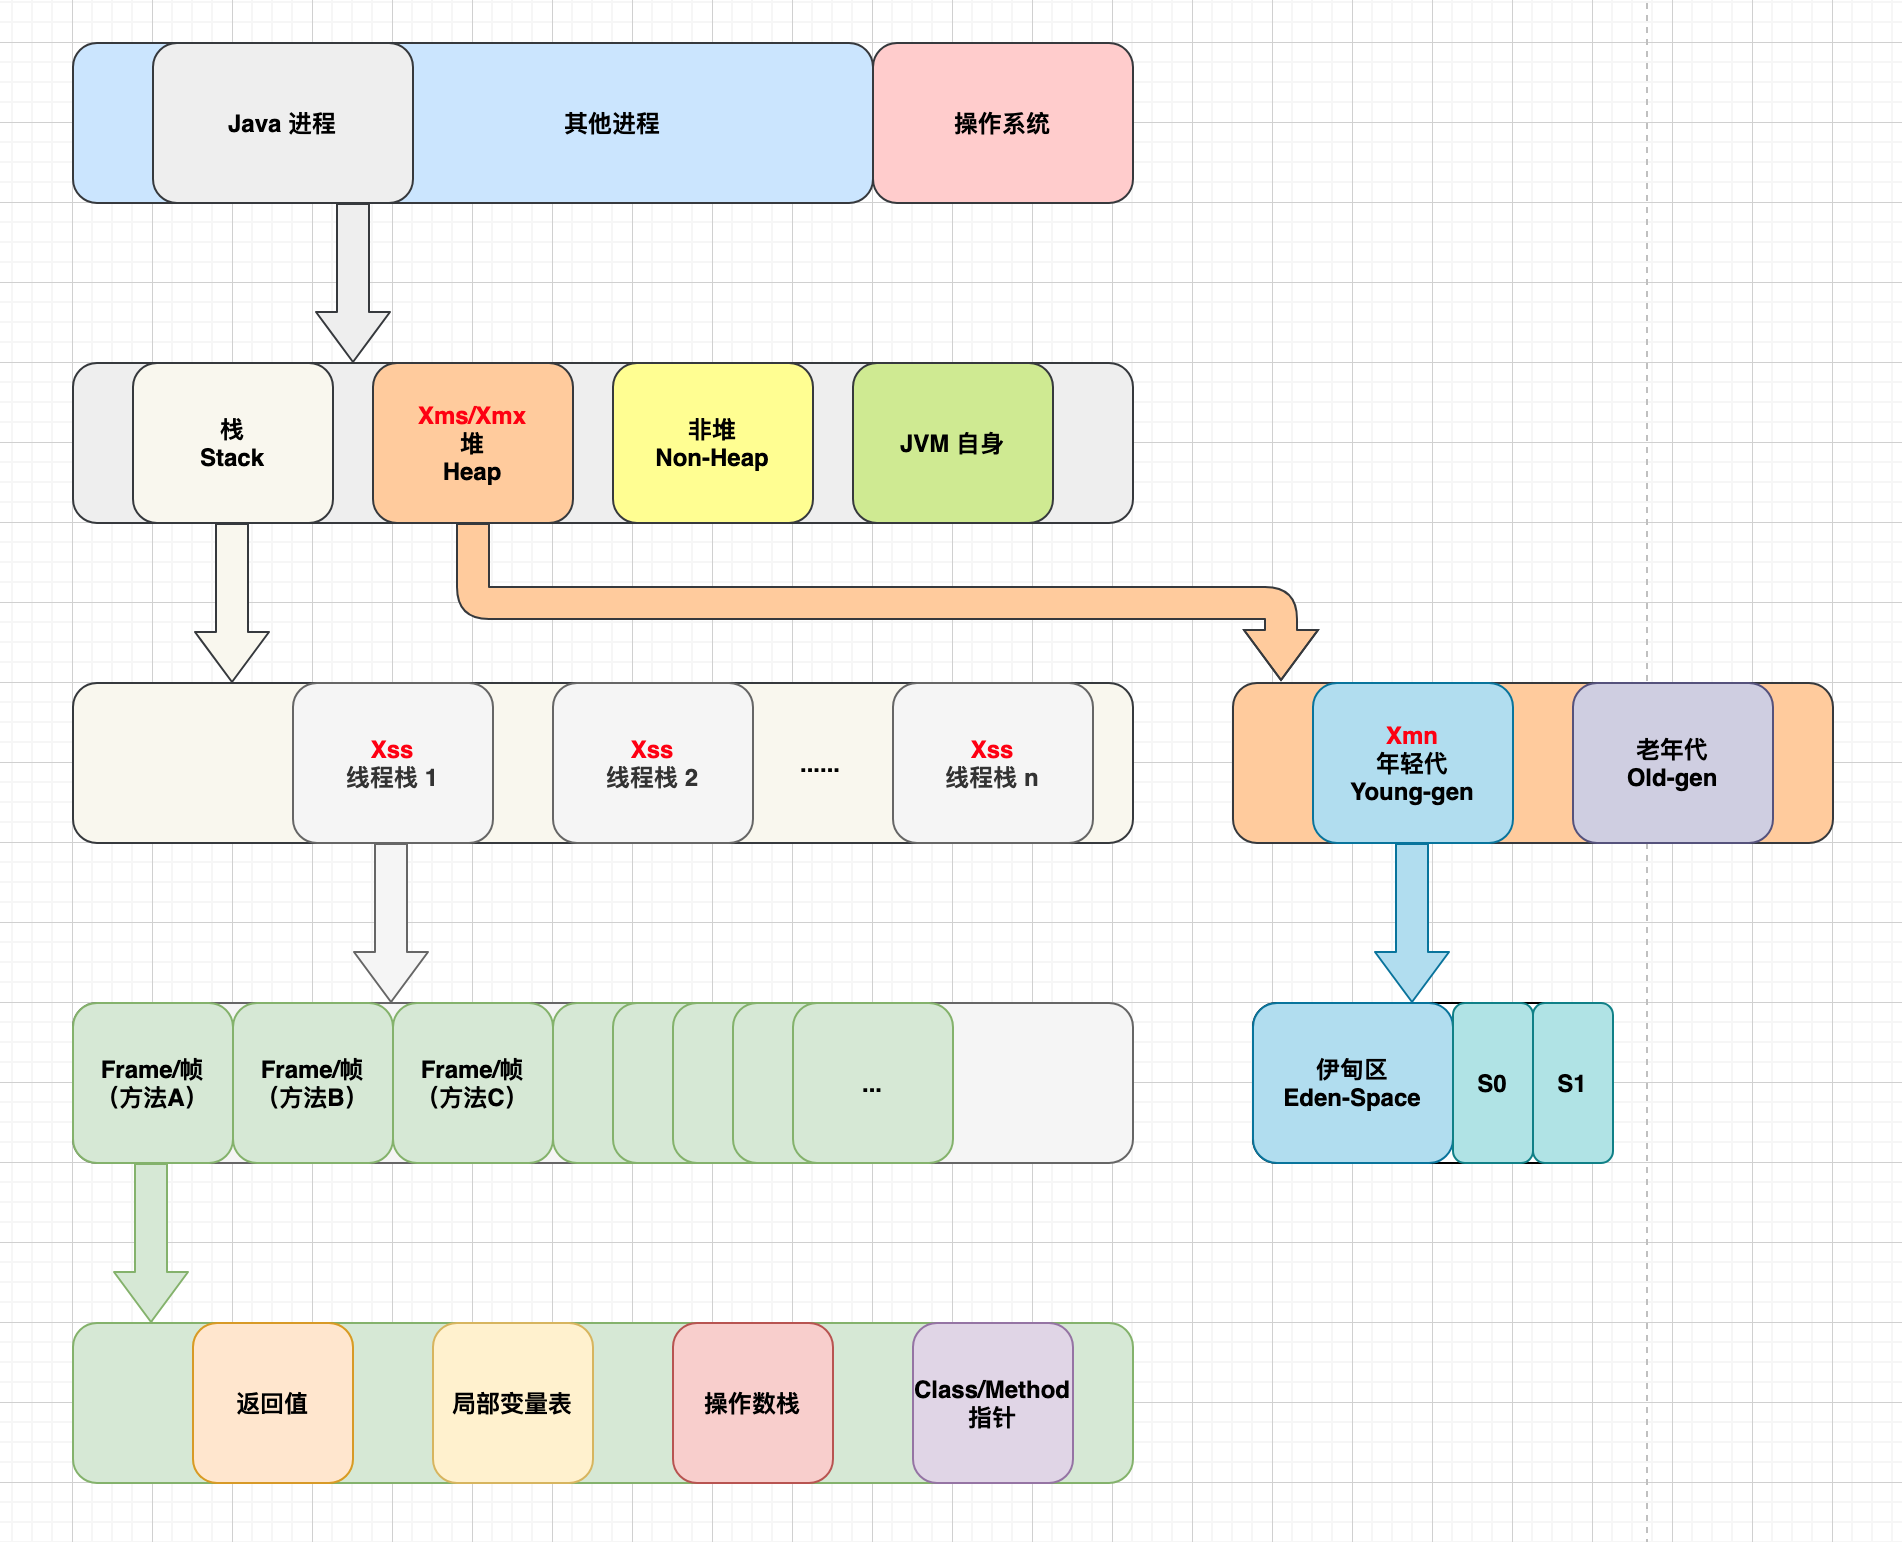 Java 进程
其他进程
操作系统
栈
Stack
Xms/Xmx
堆
Heap
非堆
Non-Heap
JVM 自身
Xss
线程栈 1
Xss
线程栈 2
······
Xss
线程栈 n
Xmn
年轻代
Young-gen
老年代
Old-gen
Frame/帧
（方法A）
Frame/帧
（方法B）
Frame/帧
（方法C）
...
伊甸区
Eden-Space
S0
S1
返回值
局部变量表
操作数栈
Class/Method
指针